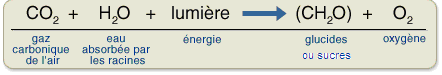 CO₂ + H₂O + lumière → (CH₂O) + O₂
gaz carbonique de l'air
eau absorbée par les racines
énergie
glucides ou sucres
oxygène